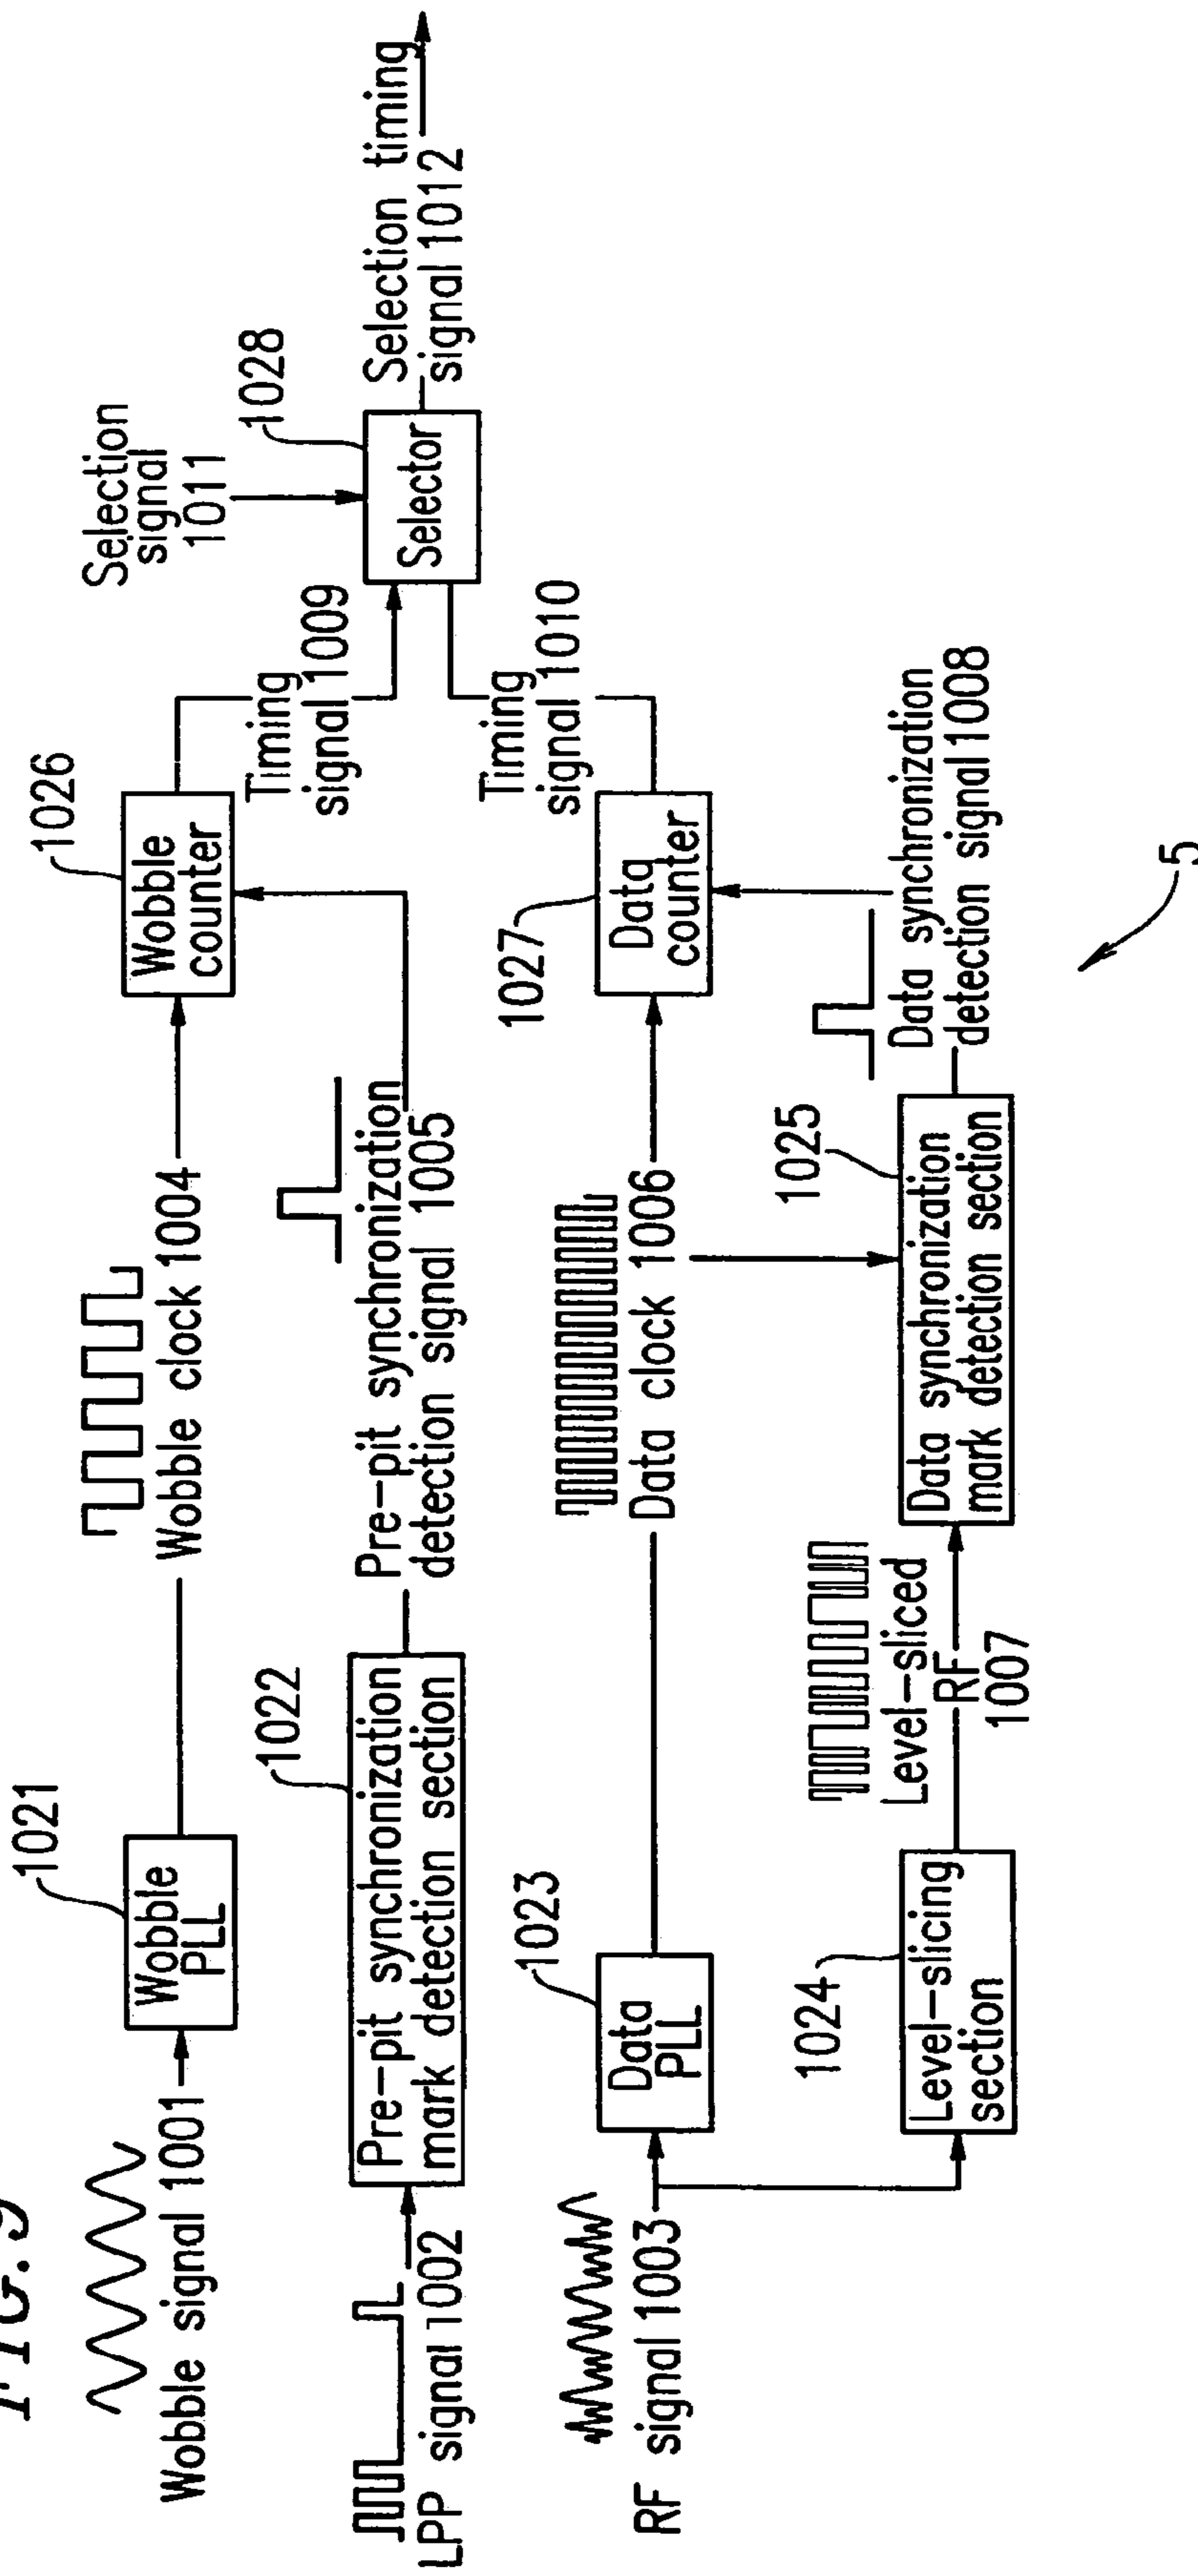 FIG. 9
Wobble signal 1001
1021
Wobble
PLL
Wobble clock 1004
1026
Wobble
counter
LPP signal 1002
1022
Pre-pit synchronization
mark detection section
Pre-pit synchronization
detection signal 1005
Timing
signal 1009
Selection
signal
1011
1028
Selector
Selection timing
signal 1012
RF signal 1003
1023
Data
PLL
Data clock 1006
1027
Data
counter
Timing
signal 1010
1024
Level-slicing
section
Level-sliced
RF
1007
1025
Data synchronization
mark detection section
Data synchronization
detection signal 1008
5